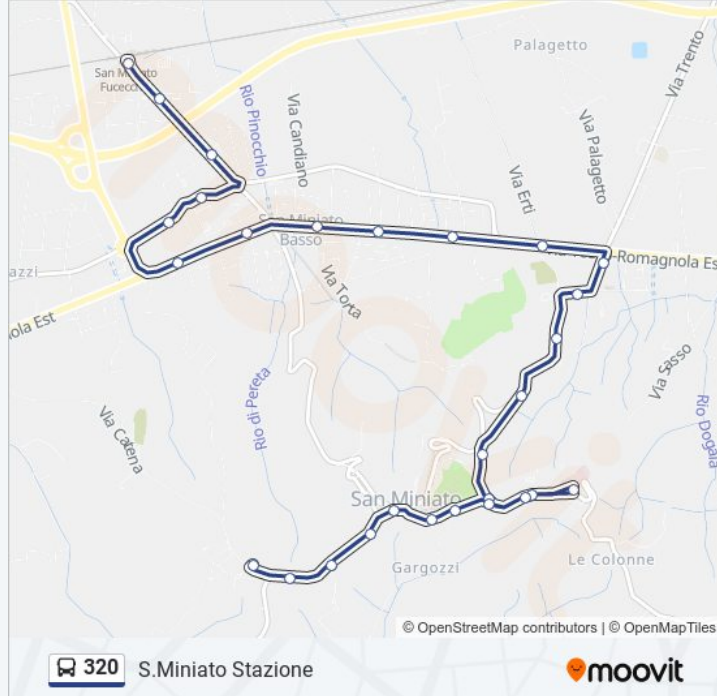 Palagetto
Via Trento
San Miniato
Fucecchio
Rio Pinocchio
Via Candiano
Via Palagetto
Via Erti
San Miniato
Basso
Romagnola Est
azzi
Via Torta
nola Est
Via Sasso
Rio di Pereta
Via Catena
Rio Dogaia
San Miniato
Gargozzi
Le Colonne
© OpenStreetMap contributors | © OpenMapTiles
320 S.Miniato Stazione
moovit